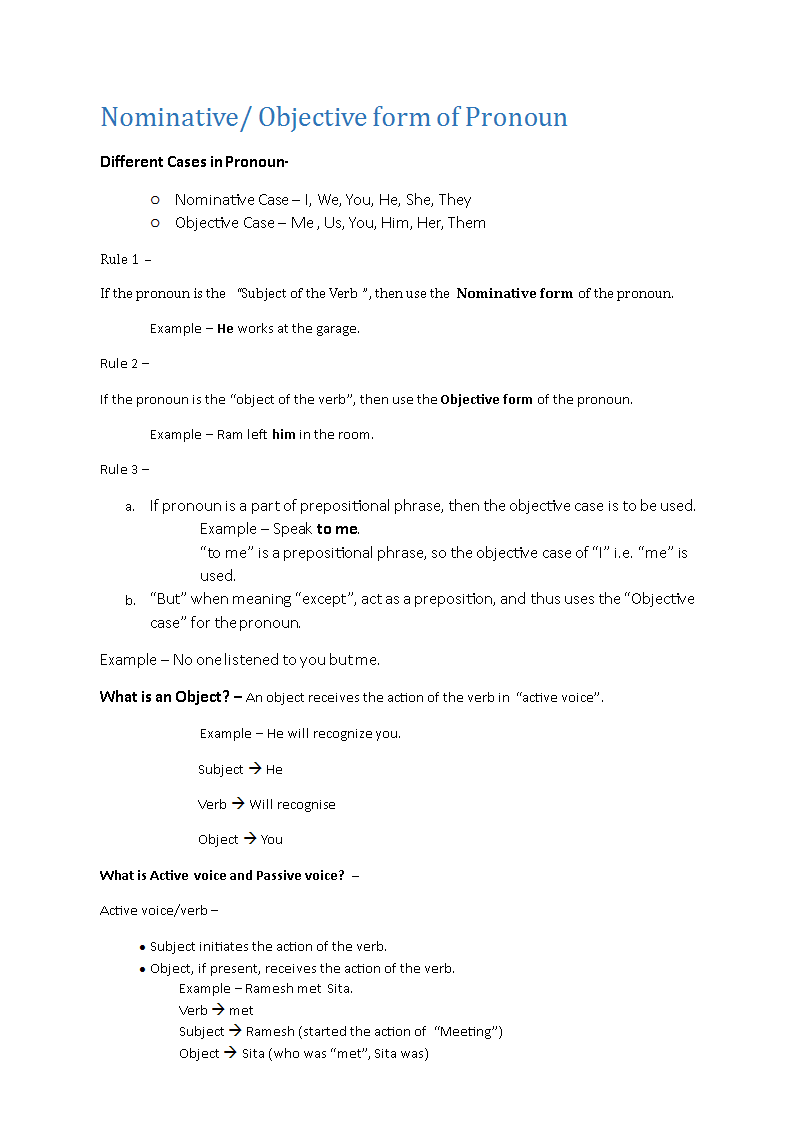 Nominative/ Objective form of Pronoun
Different Cases in Pronoun-
o Nominative Case – I, We, You, He, She, They
o Objective Case – Me , Us, You, Him, Her, Them
Rule 1 –
If the pronoun is the “Subject of the Verb ”, then use the Nominative form of the pronoun.
Example – He works at the garage.
Rule 2 –
If the pronoun is the “object of the verb”, then use the Objective form of the pronoun.
Example – Ram left him in the room.
Rule 3 –
a. If pronoun is a part of prepositional phrase, then the objective case is to be used.
Example – Speak to me.
“to me” is a prepositional phrase, so the objective case of “I” i.e. “me” is
used.
b. “But” when meaning “except”, act as a preposition, and thus uses the “Objective
case” for the pronoun.
Example – No one listened to you but me.
What is an Object? – An object receives the action of the verb in “active voice”.
Example – He will recognize you.
Subject → He
Verb → Will recognise
Object → You
What is Active voice and Passive voice? –
Active voice/verb –
• Subject initiates the action of the verb.
• Object, if present, receives the action of the verb.
Example – Ramesh met Sita.
Verb → met
Subject → Ramesh (started the action of “Meeting”)
Object → Sita (who was “met”, Sita was)